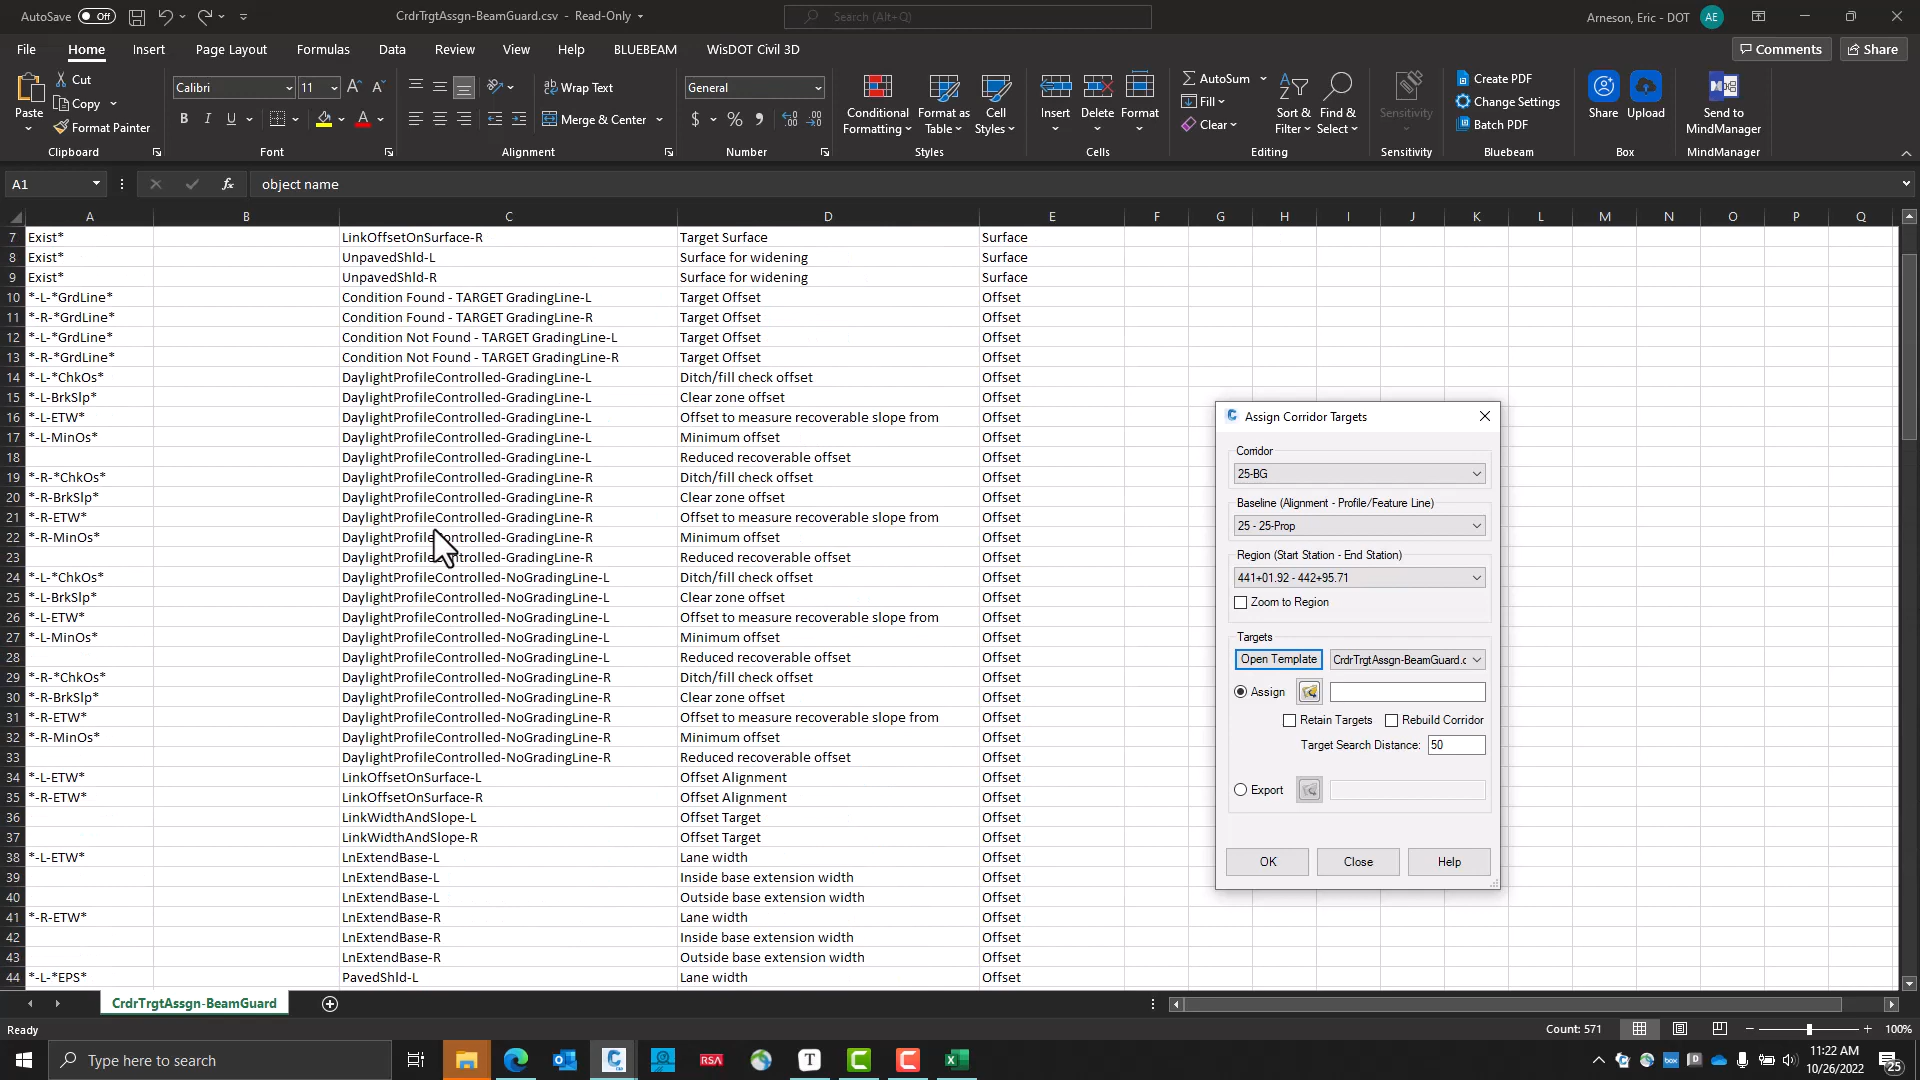 AutoSave Off CrdrTrgtAssgn-BeamGuard.csv - Read-Only Search (Alt+Q) Arneson, Eric - DOT AE
File Home Insert Page Layout Formulas Data Review View Help BLUEBEAM WisDOT Civil 3D Comments Share
Paste Cut Copy Format Painter Clipboard
Calibri 11 B I U A Font
Wrap Text Merge & Center Alignment
General $ % Number
Conditional Formatting Format as Table Cell Styles Styles
Insert Delete Format Cells
AutoSum Fill Clear Sort & Filter Find & Select Editing
Sensitivity Sensitivity
Create PDF Change Settings Batch PDF Bluebeam
Share Upload Box
Send to MindManager MindManager
A1 fx object name
A B C D E F G H I J K L M N O P Q
7 Exist* LinkOffsetOnSurface-R Target Surface Surface
8 Exist* UnpavedShld-L Surface for widening Surface
9 Exist* UnpavedShld-R Surface for widening Surface
10 *-L-*GrdLine* Condition Found - TARGET GradingLine-L Target Offset Offset
11 *-R-*GrdLine* Condition Found - TARGET GradingLine-R Target Offset Offset
12 *-L-*GrdLine* Condition Not Found - TARGET GradingLine-L Target Offset Offset
13 *-R-*GrdLine* Condition Not Found - TARGET GradingLine-R Target Offset Offset
14 *-L-*ChkOs* DaylightProfileControlled-GradingLine-L Ditch/fill check offset Offset
15 *-L-BrkSlp* DaylightProfileControlled-GradingLine-L Clear zone offset Offset
16 *-L-ETW* DaylightProfileControlled-GradingLine-L Offset to measure recoverable slope from Offset
17 *-L-MinOs* DaylightProfileControlled-GradingLine-L Minimum offset Offset
18 DaylightProfileControlled-GradingLine-L Reduced recoverable offset Offset
19 *-R-*ChkOs* DaylightProfileControlled-GradingLine-R Ditch/fill check offset Offset
20 *-R-BrkSlp* DaylightProfileControlled-GradingLine-R Clear zone offset Offset
21 *-R-ETW* DaylightProfileControlled-GradingLine-R Offset to measure recoverable slope from Offset
22 *-R-MinOs* DaylightProfileControlled-GradingLine-R Minimum offset Offset
23 DaylightProfileControlled-GradingLine-R Reduced recoverable offset Offset
24 *-L-*ChkOs* DaylightProfileControlled-NoGradingLine-L Ditch/fill check offset Offset
25 *-L-BrkSlp* DaylightProfileControlled-NoGradingLine-L Clear zone offset Offset
26 *-L-ETW* DaylightProfileControlled-NoGradingLine-L Offset to measure recoverable slope from Offset
27 *-L-MinOs* DaylightProfileControlled-NoGradingLine-L Minimum offset Offset
28 DaylightProfileControlled-NoGradingLine-L Reduced recoverable offset Offset
29 *-R-*ChkOs* DaylightProfileControlled-NoGradingLine-R Ditch/fill check offset Offset
30 *-R-BrkSlp* DaylightProfileControlled-NoGradingLine-R Clear zone offset Offset
31 *-R-ETW* DaylightProfileControlled-NoGradingLine-R Offset to measure recoverable slope from Offset
32 *-R-MinOs* DaylightProfileControlled-NoGradingLine-R Minimum offset Offset
33 DaylightProfileControlled-NoGradingLine-R Reduced recoverable offset Offset
34 *-L-ETW* LinkOffsetOnSurface-L Offset Alignment Offset
35 *-R-ETW* LinkOffsetOnSurface-R Offset Alignment Offset
36 LinkWidthAndSlope-L Offset Target Offset
37 LinkWidthAndSlope-R Offset Target Offset
38 *-L-ETW* LnExtendBase-L Lane width Offset
39 LnExtendBase-L Inside base extension width Offset
40 LnExtendBase-L Outside base extension width Offset
41 *-R-ETW* LnExtendBase-R Lane width Offset
42 LnExtendBase-R Inside base extension width Offset
43 LnExtendBase-R Outside base extension width Offset
44 *-L-*EPS* PavedShld-L Lane width Offset
Assign Corridor Targets
Corridor
25-BG
Baseline (Alignment - Profile/Feature Line)
25 - 25-Prop
Region (Start Station - End Station)
441+01.92 - 442+95.71
Zoom to Region
Targets
Open Template CrdrTrgtAssgn-BeamGuard.c
Assign
Retain Targets Rebuild Corridor
Target Search Distance: 50
Export
OK Close Help
CrdrTrgtAssgn-BeamGuard
Ready Count: 571 100%
Type here to search RSA T 11:22 AM
10/26/2022 25